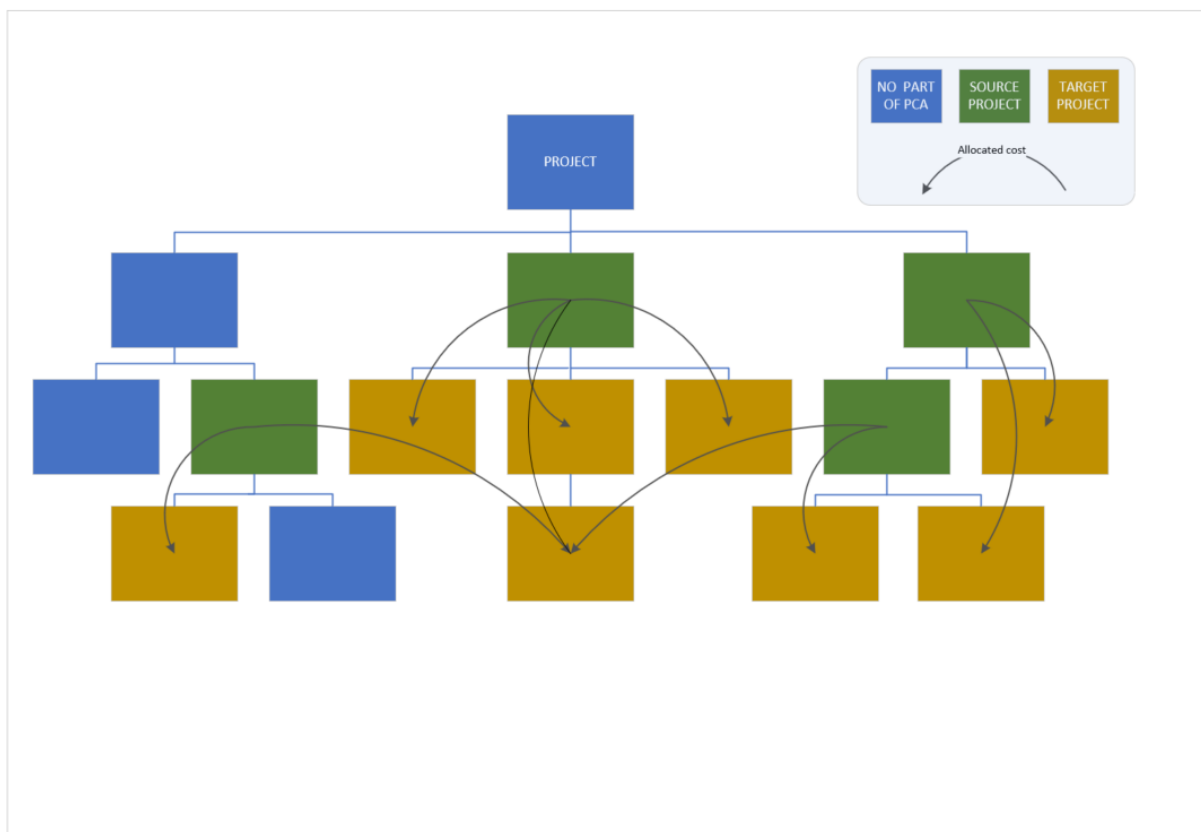 NO PART
OF PCA
SOURCE
PROJECT
TARGET
PROJECT
Allocated cost
PROJECT